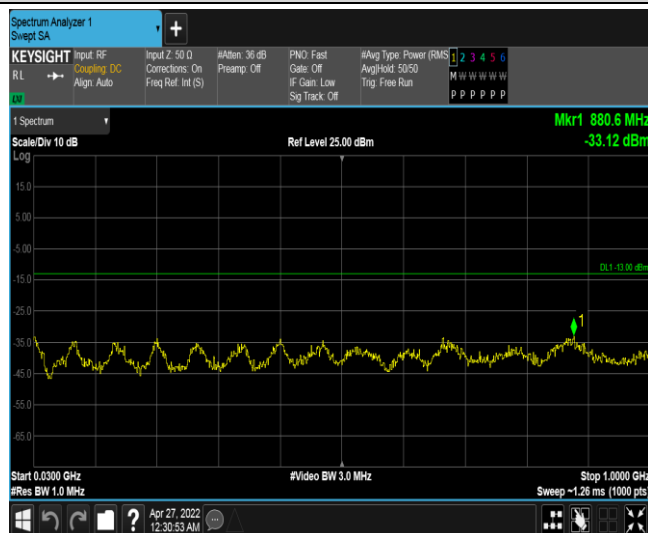 Spectrum Analyzer 1
Swept SA
+
KEYSIGHT
RL
LXI
Input: RF
Coupling: DC
Align: Auto
Input Z: 50 Ω
Corrections: On
Freq Ref: Int (S)
#Atten: 36 dB
Preamp: Off
PNO: Fast
Gate: Off
IF Gain: Low
Sig Track: Off
#Avg Type: Power (RMS
Avg|Hold: 50/50
Trig: Free Run
1 2 3 4 5 6
M W W W W W
P P P P P P
1 Spectrum
Mkr1 880.6 MHz
Scale/Div 10 dB
Ref Level 25.00 dBm
-33.12 dBm
Log
15.0
5.00
-5.00
DL1 -13.00 dBm
-15.0
-25.0
1
-35.0
-45.0
-55.0
-65.0
Start 0.0300 GHz
#Video BW 3.0 MHz
Stop 1.0000 GHz
#Res BW 1.0 MHz
Sweep ~1.26 ms (1000 pts)
?
Apr 27, 2022
12:30:53 AM